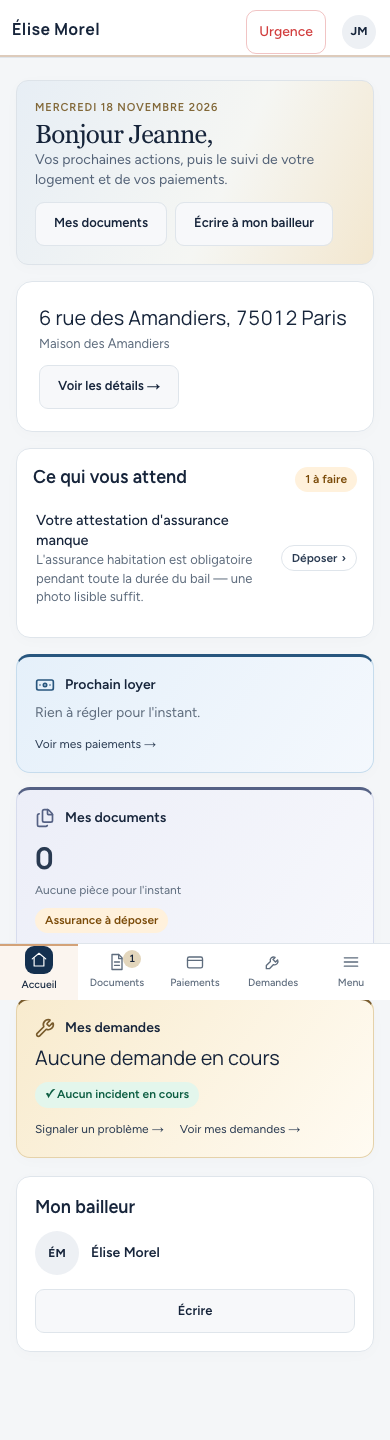 Élise Morel
Urgence
JM
MERCREDI 18 NOVEMBRE 2026
Bonjour Jeanne,
Vos prochaines actions, puis le suivi de votre
logement et de vos paiements.
Mes documents
Écrire à mon bailleur
6 rue des Amandiers, 75012 Paris
Maison des Amandiers
Voir les détails →
Ce qui vous attend
1 à faire
Votre attestation d'assurance
manque
L'assurance habitation est obligatoire
pendant toute la durée du bail — une
photo lisible suffit.
Déposer ›
Prochain loyer
Rien à régler pour l'instant.
Voir mes paiements →
Mes documents
0
Aucune pièce pour l'instant
Assurance à déposer
Accueil
1
Documents
Paiements
Demandes
Menu
Mes demandes
Aucune demande en cours
✓ Aucun incident en cours
Signaler un problème →
Voir mes demandes →
Mon bailleur
ÉM
Élise Morel
Écrire